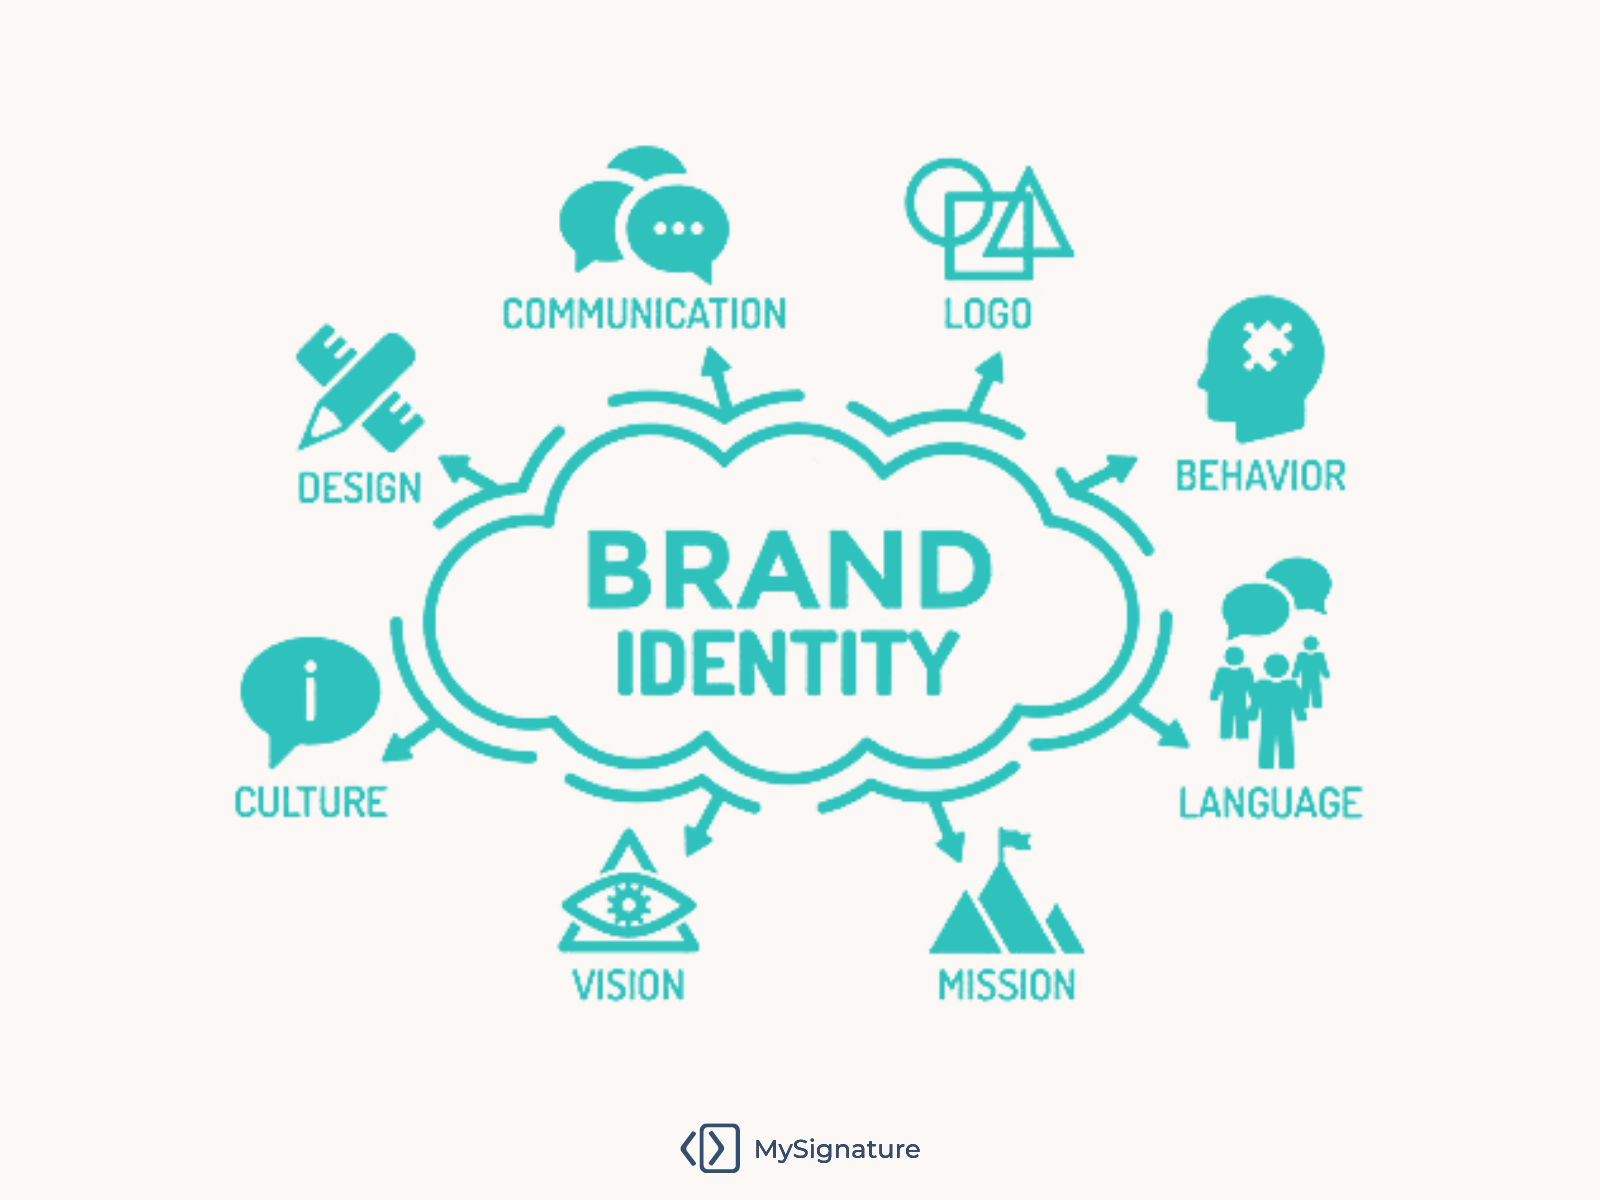 COMMUNICATION
LOGO
DESIGN
BEHAVIOR
BRAND
IDENTITY
i
CULTURE
LANGUAGE
VISION
MISSION
MySignature